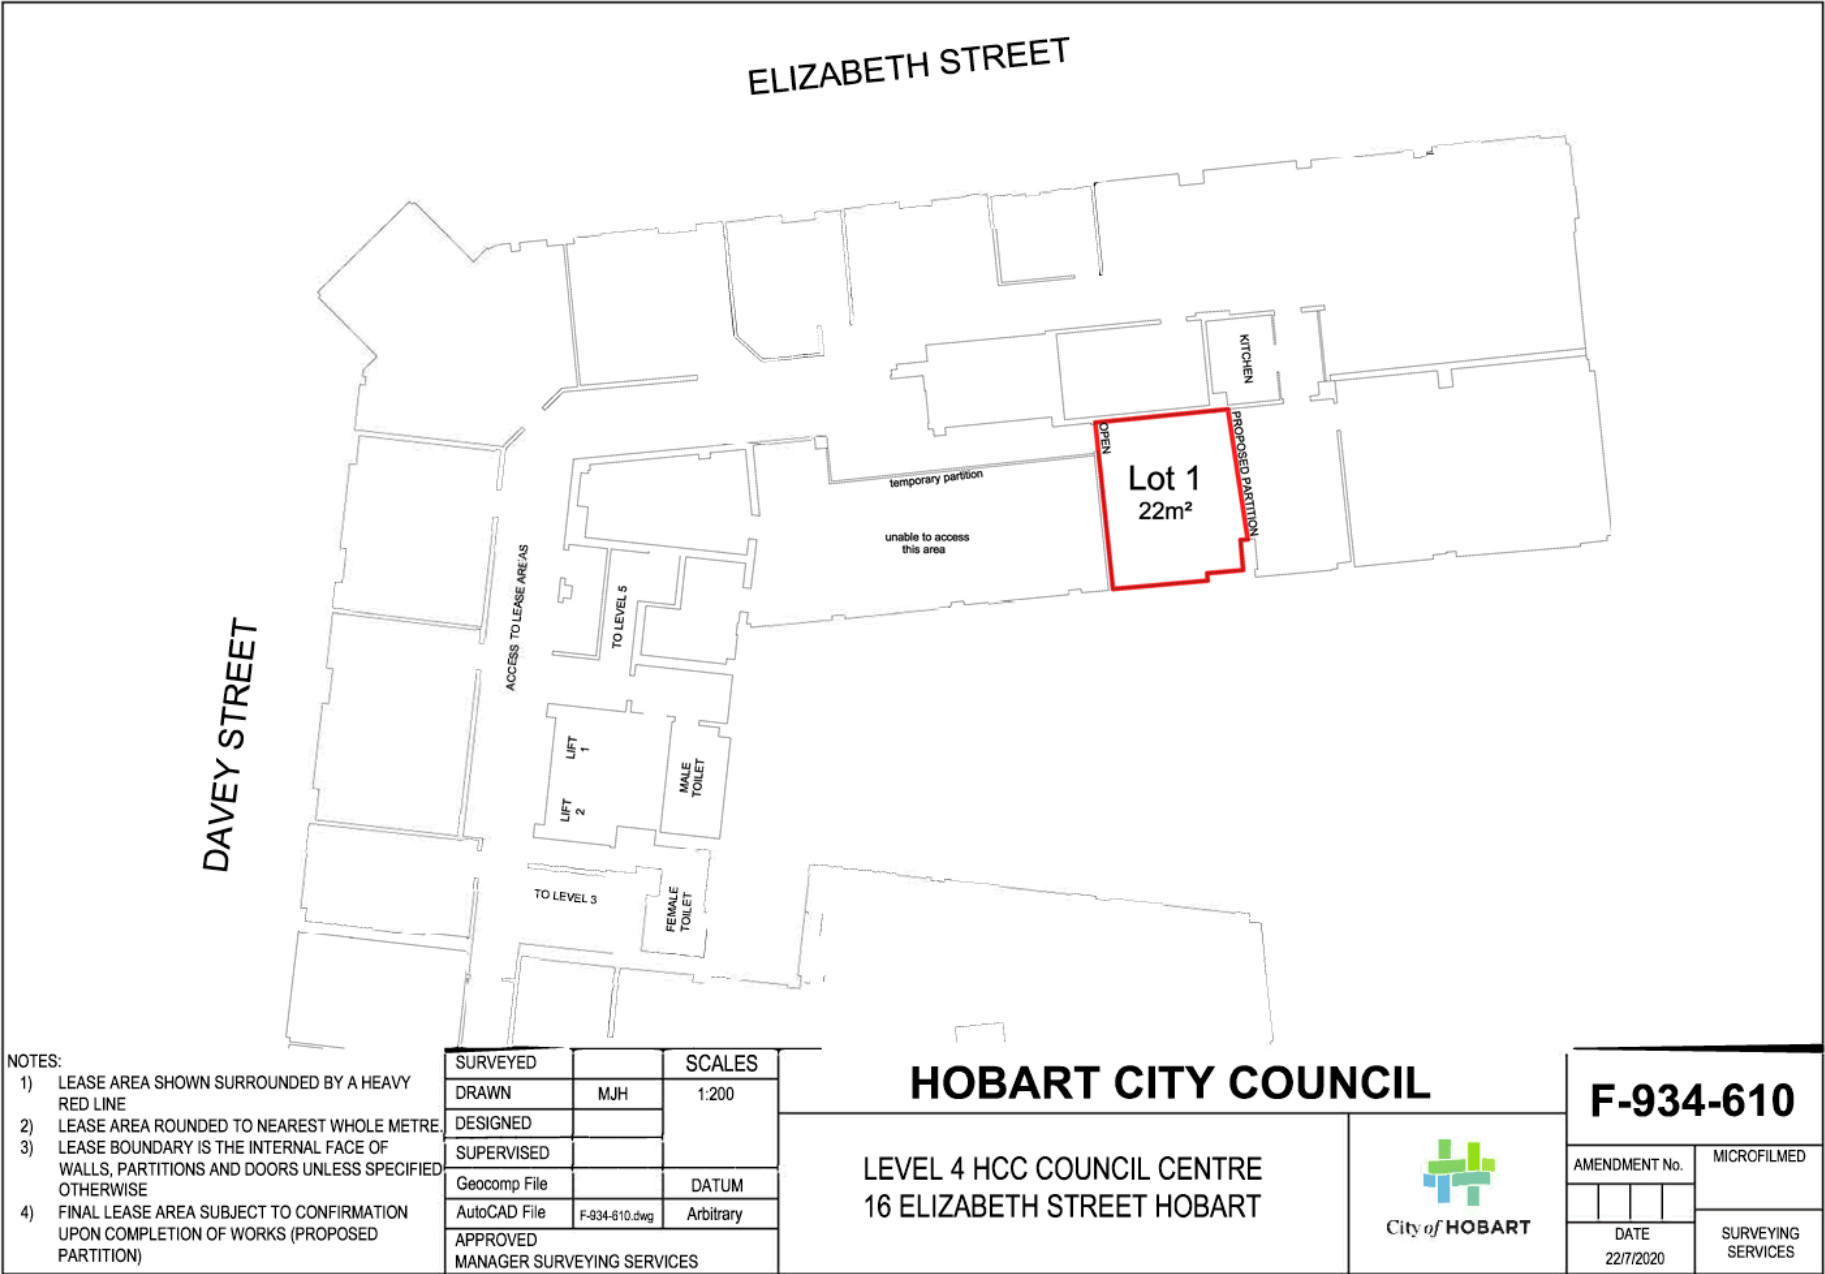 ELIZABETH STREET
KITCHEN
OPEN
PROPOSED PARTITION
Lot 1
22m²
temporary partition
unable to access
this area
ACCESS TO LEASE AREAS
TO LEVEL 5
DAVEY STREET
LIFT
1
LIFT
2
MALE
TOILET
TO LEVEL 3
FEMALE
TOILET
NOTES:
1) LEASE AREA SHOWN SURROUNDED BY A HEAVY
RED LINE
2) LEASE AREA ROUNDED TO NEAREST WHOLE METRE.
3) LEASE BOUNDARY IS THE INTERNAL FACE OF
WALLS, PARTITIONS AND DOORS UNLESS SPECIFIED
OTHERWISE
4) FINAL LEASE AREA SUBJECT TO CONFIRMATION
UPON COMPLETION OF WORKS (PROPOSED
PARTITION)
SURVEYED SCALES
DRAWN MJH 1:200
DESIGNED
SUPERVISED
Geocomp File DATUM
AutoCAD File F-934-610.dwg Arbitrary
APPROVED
MANAGER SURVEYING SERVICES
HOBART CITY COUNCIL
LEVEL 4 HCC COUNCIL CENTRE
16 ELIZABETH STREET HOBART
City of HOBART
F-934-610
AMENDMENT No. MICROFILMED
DATE
22/7/2020
SURVEYING
SERVICES